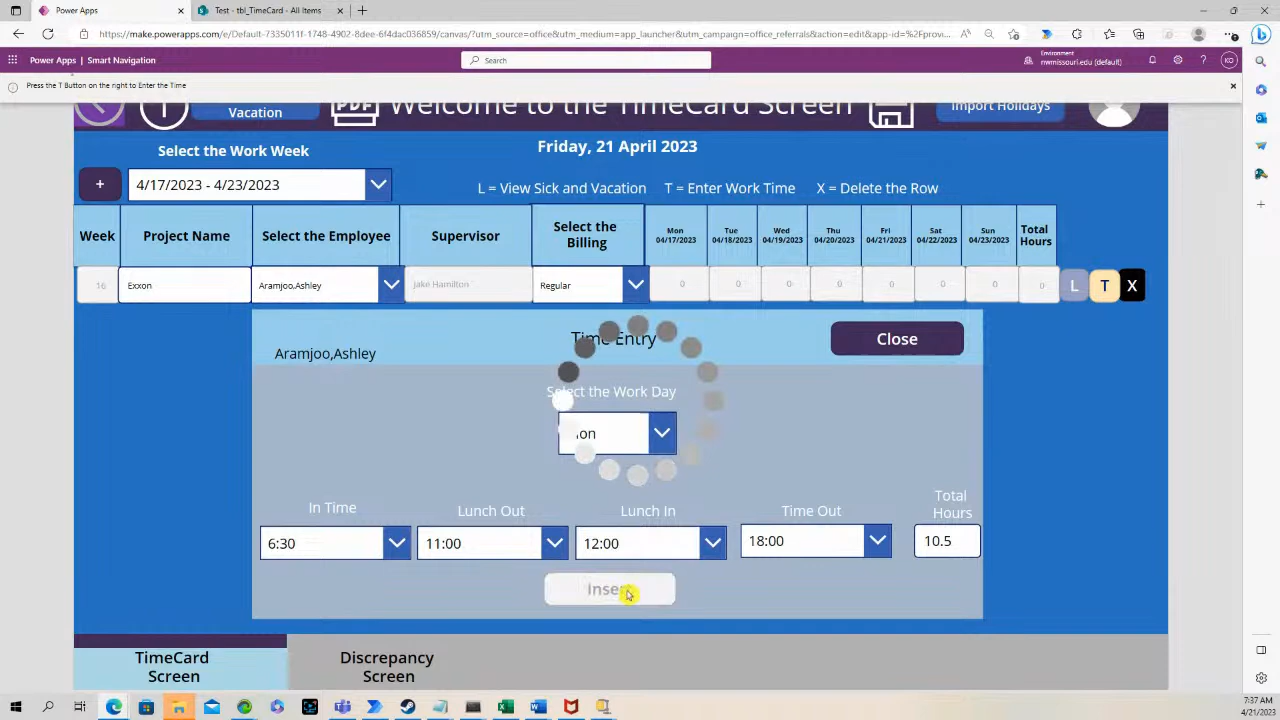 Power Apps
Test - tbl_TimeCard - All Items
https://make.powerapps.com/e/Default-7335011f-1748-4902-8dee-6f4dac036859/canvas/?utm_source=office&utm_medium=app_launcher&utm_campaign=office_referrals&action=edit&app-id=%2Fprovi...
Power Apps | Smart Navigation
Search
Environment
nwmissouri.edu (default)
KO
Press the T Button on the right to Enter the Time
Vacation
PDF
Welcome to the TimeCard Screen
Import Holidays
Select the Work Week
Friday, 21 April 2023
+
4/17/2023 - 4/23/2023
L = View Sick and Vacation
T = Enter Work Time
X = Delete the Row
Week
Project Name
Select the Employee
Supervisor
Select the
Billing
Mon
04/17/2023
Tue
04/18/2023
Wed
04/19/2023
Thu
04/20/2023
Fri
04/21/2023
Sat
04/22/2023
Sun
04/23/2023
Total
Hours
16
Exxon
Aramjoo,Ashley
Jake Hamilton
Regular
0
0
0
0
0
0
0
0
L
T
X
Time Entry
Close
Aramjoo,Ashley
Select the Work Day
In Time
Lunch Out
Lunch In
Time Out
Total
Hours
6:30
11:00
12:00
18:00
10.5
TimeCard
Screen
Discrepancy
Screen
7:37 AM
4/21/2023